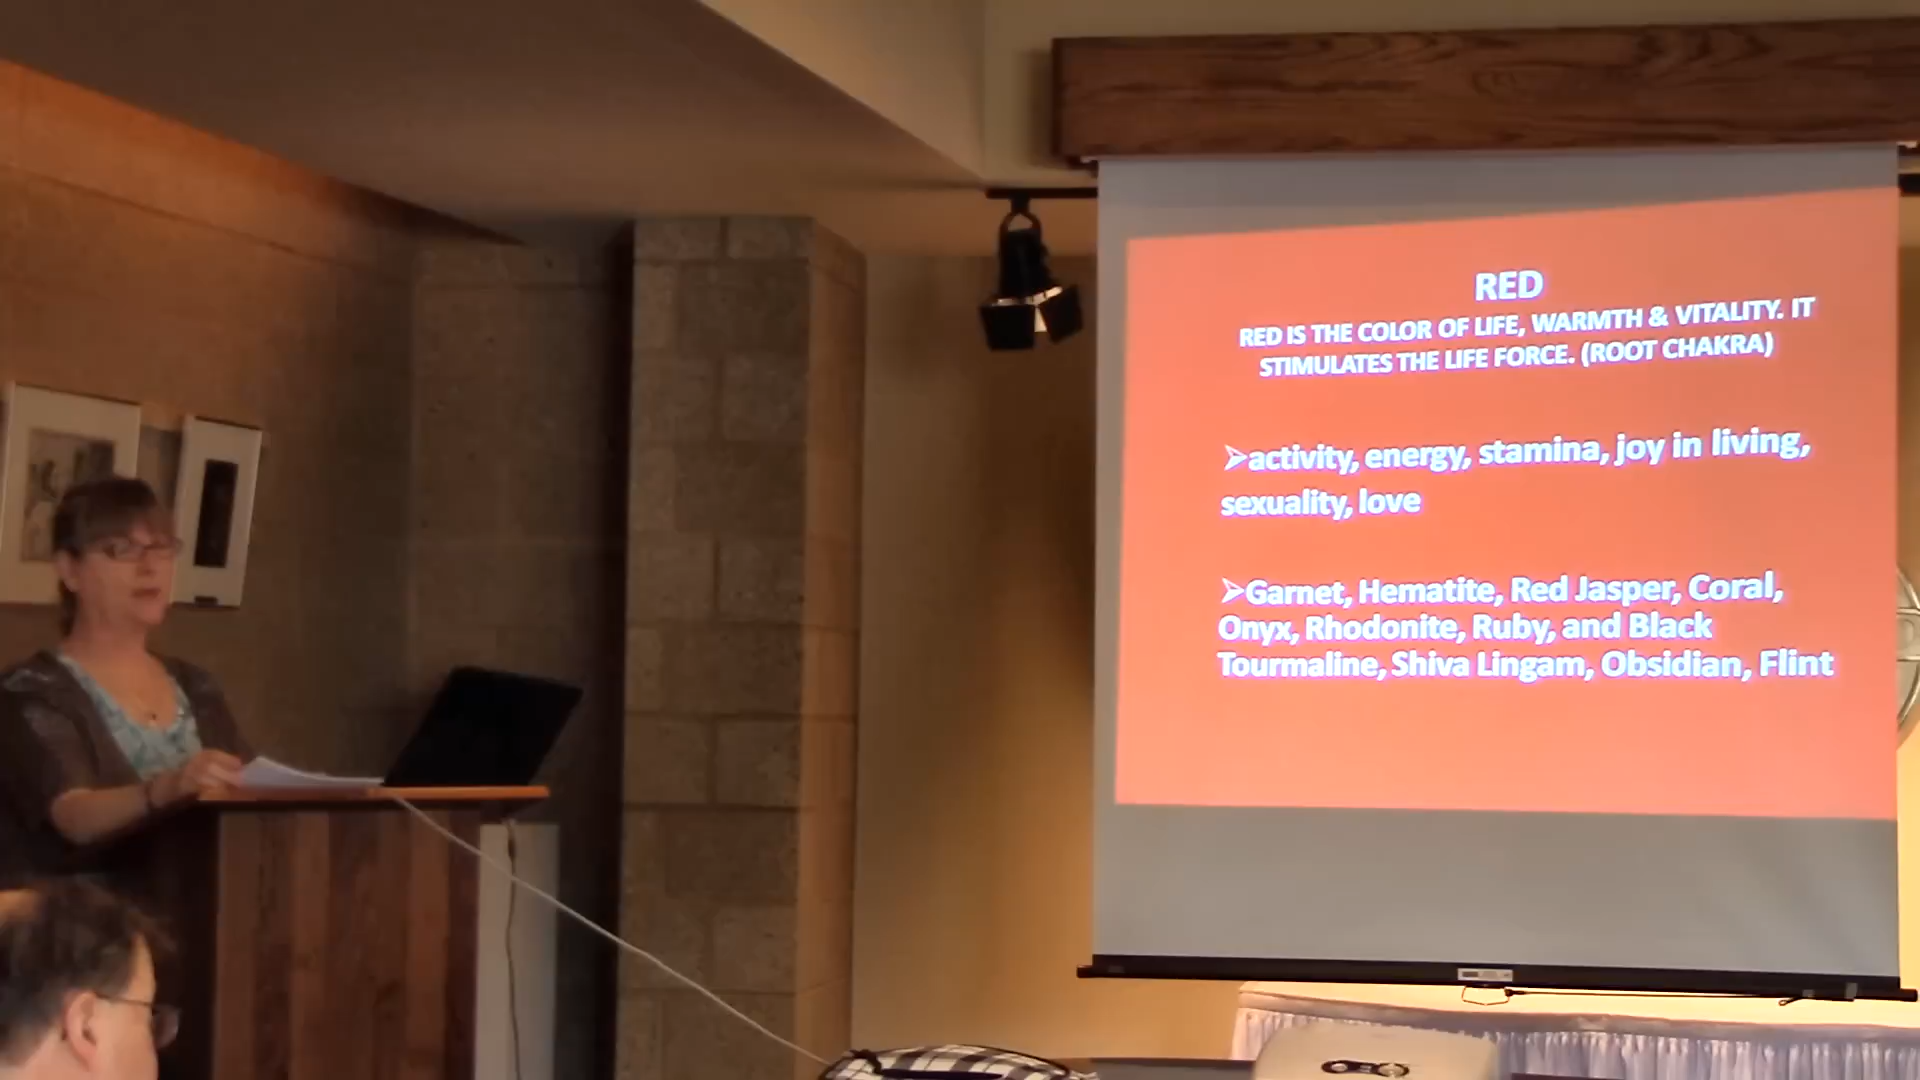 RED
RED IS THE COLOR OF LIFE, WARMTH & VITALITY. IT
STIMULATES THE LIFE FORCE. (ROOT CHAKRA)
➢activity, energy, stamina, joy in living,
sexuality, love
➢Garnet, Hematite, Red Jasper, Coral,
Onyx, Rhodonite, Ruby, and Black
Tourmaline, Shiva Lingam, Obsidian, Flint